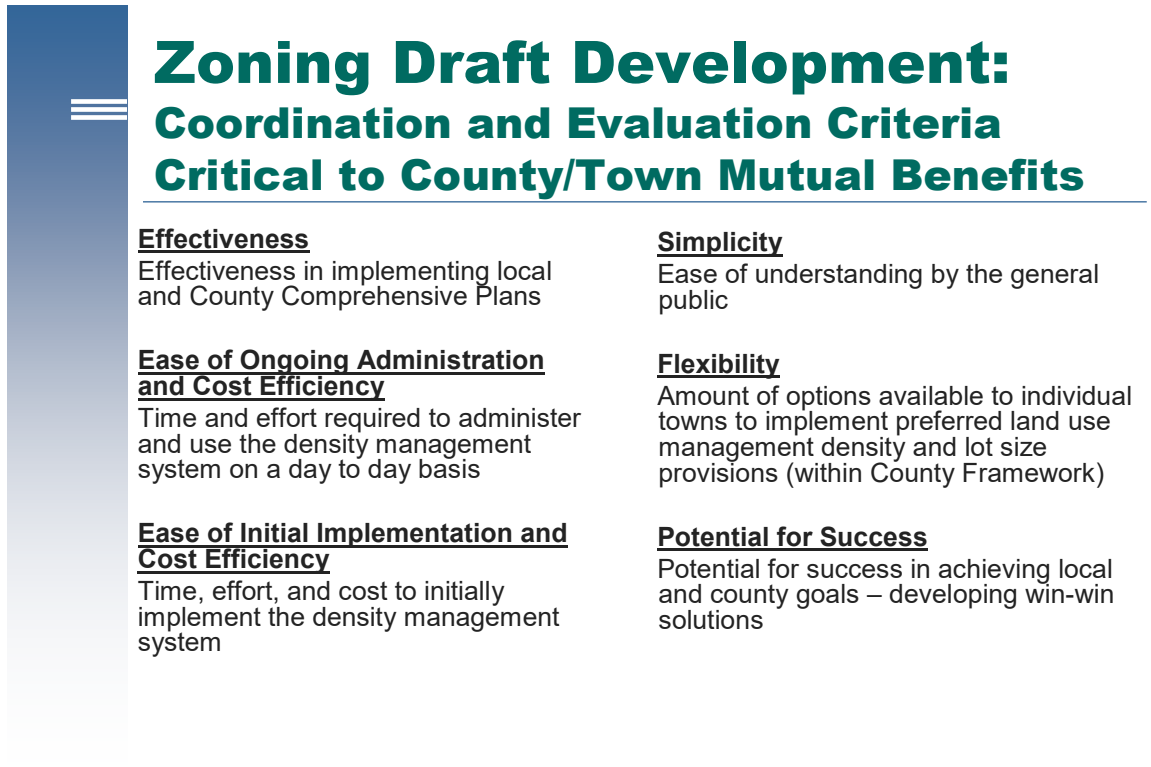 Zoning Draft Development:
Coordination and Evaluation Criteria
Critical to County/Town Mutual Benefits
Effectiveness
Effectiveness in implementing local
and County Comprehensive Plans
Ease of Ongoing Administration
and Cost Efficiency
Time and effort required to administer
and use the density management
system on a day to day basis
Ease of Initial Implementation and
Cost Efficiency
Time, effort, and cost to initially
implement the density management
system
Simplicity
Ease of understanding by the general
public
Flexibility
Amount of options available to individual
towns to implement preferred land use
management density and lot size
provisions (within County Framework)
Potential for Success
Potential for success in achieving local
and county goals – developing win-win
solutions